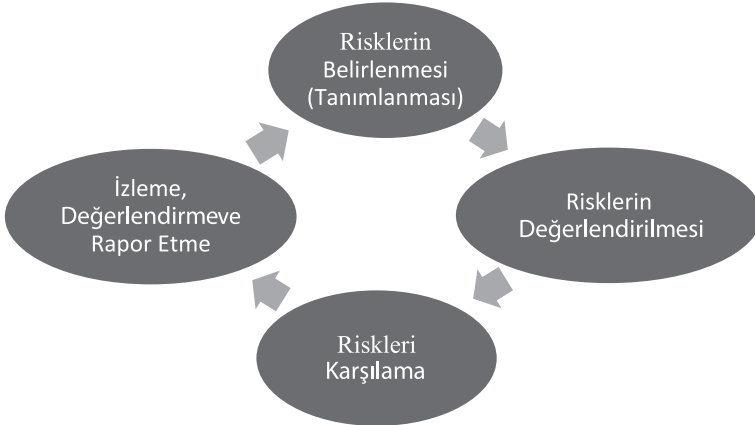 Risklerin
Belirlenmesi
(Tanımlanması)
Risklerin
Değerlendirilmesi
Riskleri
Karşılama
İzleme,
Değerlendirmeve
Rapor Etme